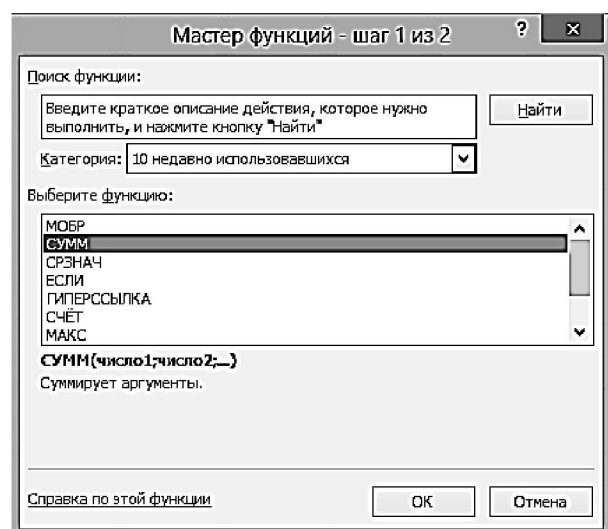 Мастер функций - шаг 1 из 2
Поиск функции:
Введите краткое описание действия, которое нужно
выполнить, и нажмите кнопку "Найти"
Найти
Категория: 10 недавно использовавшихся
Выберите функцию:
МОБР
СУММ
СРЗНАЧ
ЕСЛИ
ГИПЕРССЫЛКА
СЧЁТ
МАКС
СУММ(число1;число2;...)
Суммирует аргументы.
Справка по этой функции
ОК
Отмена